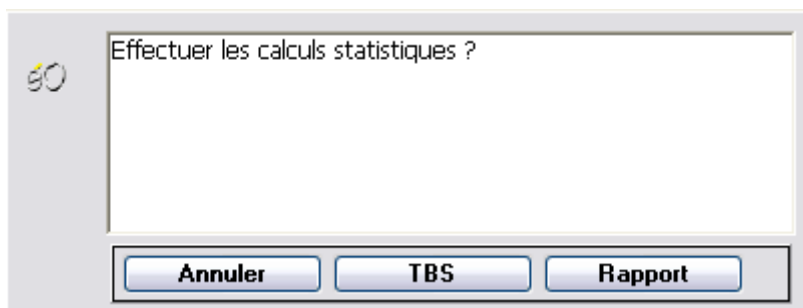 Effectuer les calculs statistiques ?
Annuler TBS Rapport